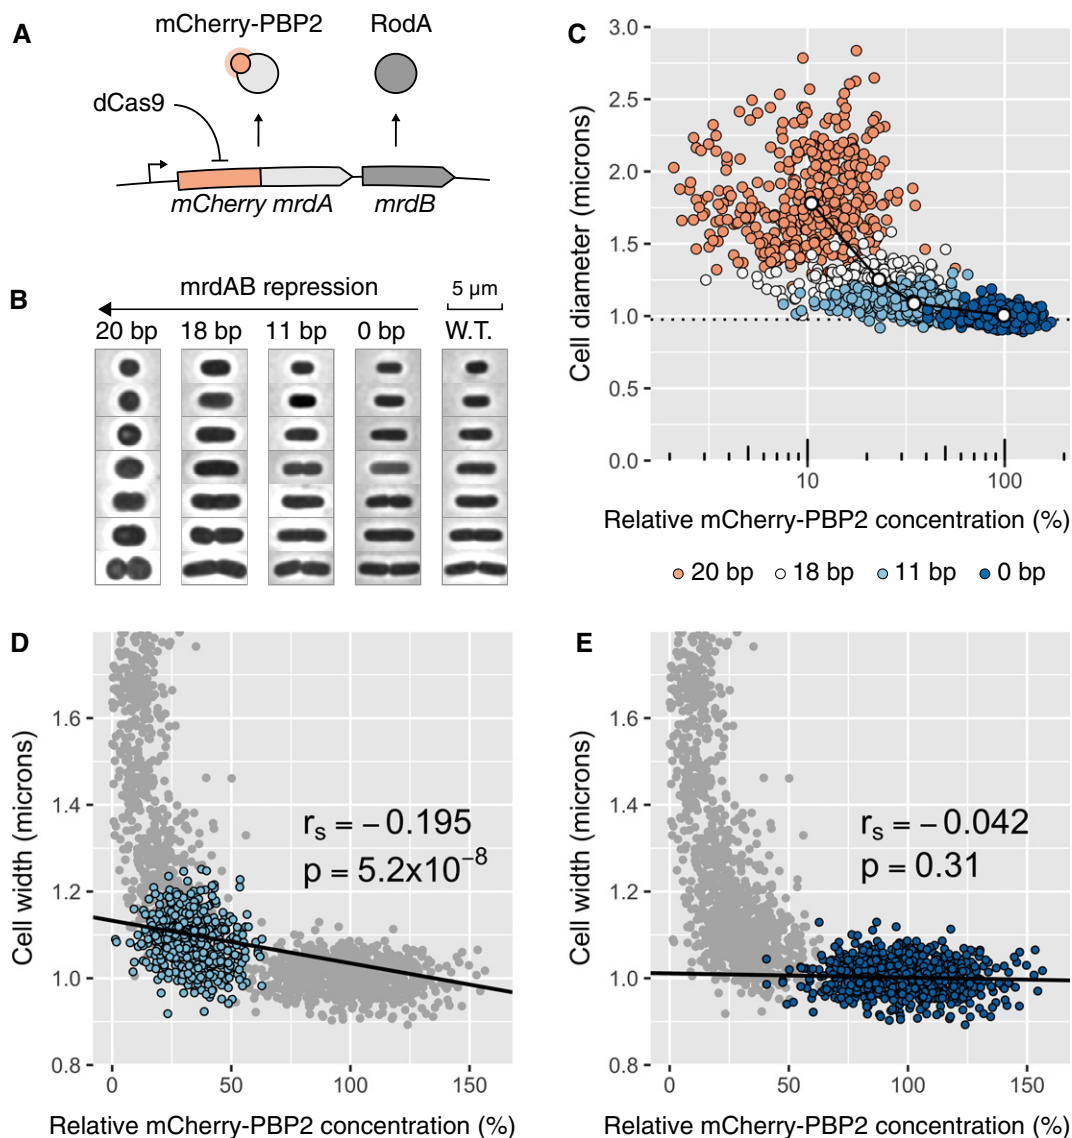 A
mCherry-PBP2 RodA
dCas9
mCherry mrdA mrdB
B
mrdAB repression 5 µm
20 bp 18 bp 11 bp 0 bp W.T.
C
3.0
2.5
2.0
1.5
1.0
0.5
0.0
Cell diameter (microns)
10 100
Relative mCherry-PBP2 concentration (%)
20 bp 18 bp 11 bp 0 bp
D
1.6
1.4
1.2
1.0
0.8
Cell width (microns)
rs = −0.195
p = 5.2x10−8
0 50 100 150
Relative mCherry-PBP2 concentration (%)
E
1.6
1.4
1.2
1.0
0.8
Cell width (microns)
rs = −0.042
p = 0.31
0 50 100 150
Relative mCherry-PBP2 concentration (%)